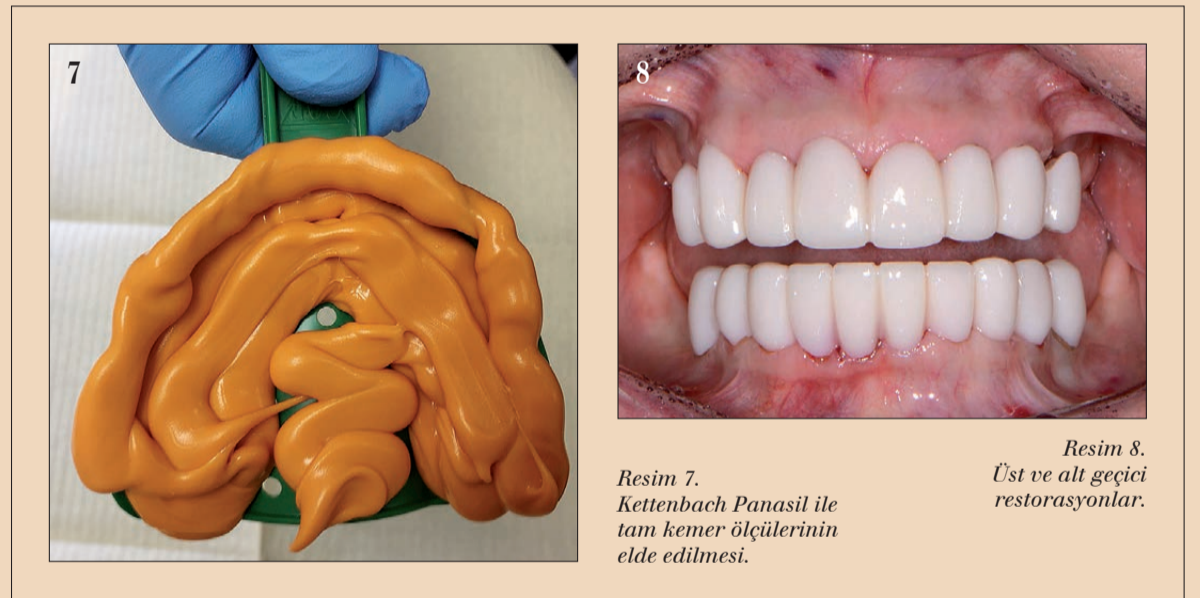 7
8
Resim 7.
Kettenbach Panasil ile
tam kemer ölçülerinin
elde edilmesi.
Resim 8.
Üst ve alt geçici
restorasyonlar.